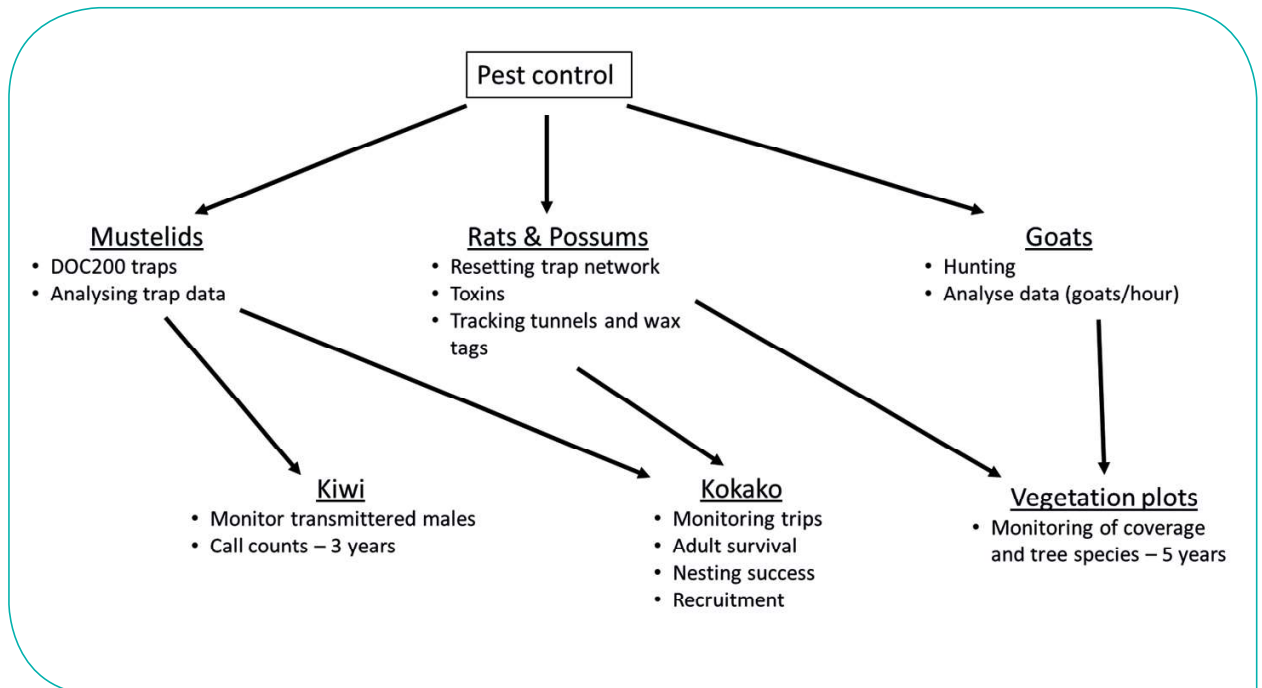 Pest control
Mustelids
• DOC200 traps
• Analysing trap data
Rats & Possums
• Resetting trap network
• Toxins
• Tracking tunnels and wax
tags
Goats
• Hunting
• Analyse data (goats/hour)
Kiwi
• Monitor transmittered males
• Call counts – 3 years
Kokako
• Monitoring trips
• Adult survival
• Nesting success
• Recruitment
Vegetation plots
• Monitoring of coverage
and tree species – 5 years